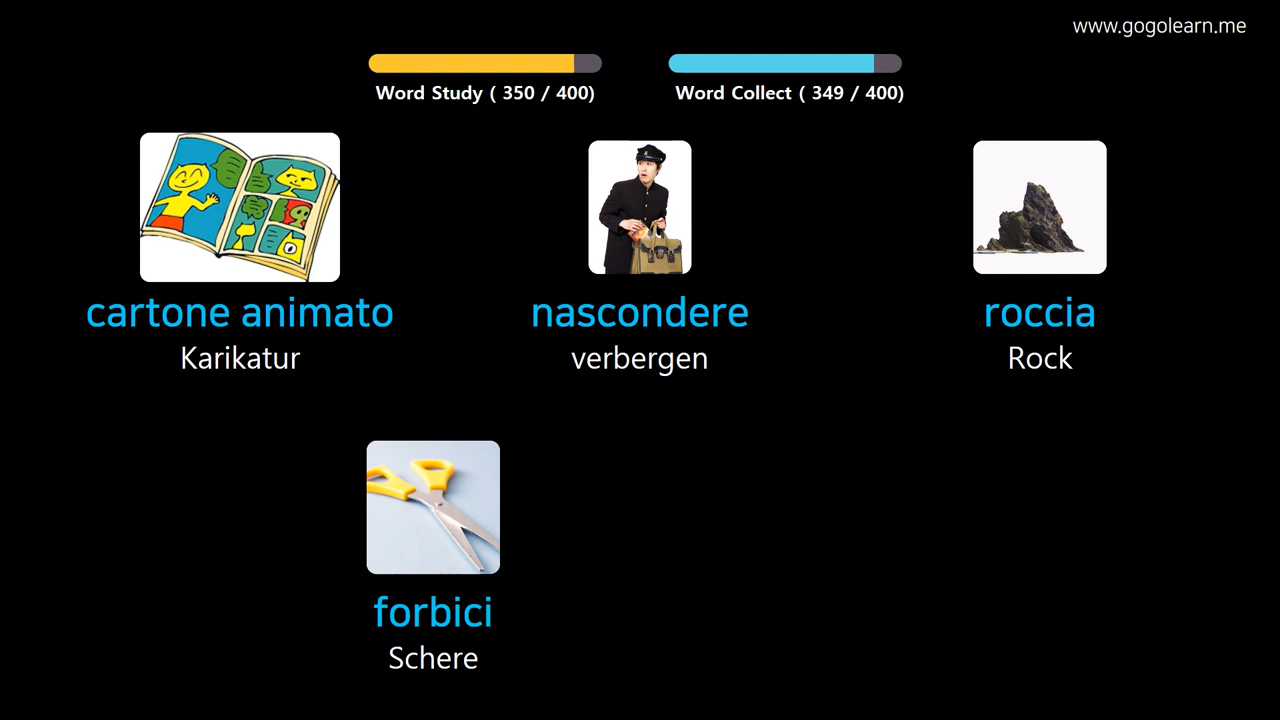 www.gogolearn.me
Word Study ( 350 / 400)
Word Collect ( 349 / 400)
cartone animato
Karikatur
nascondere
verbergen
roccia
Rock
forbici
Schere